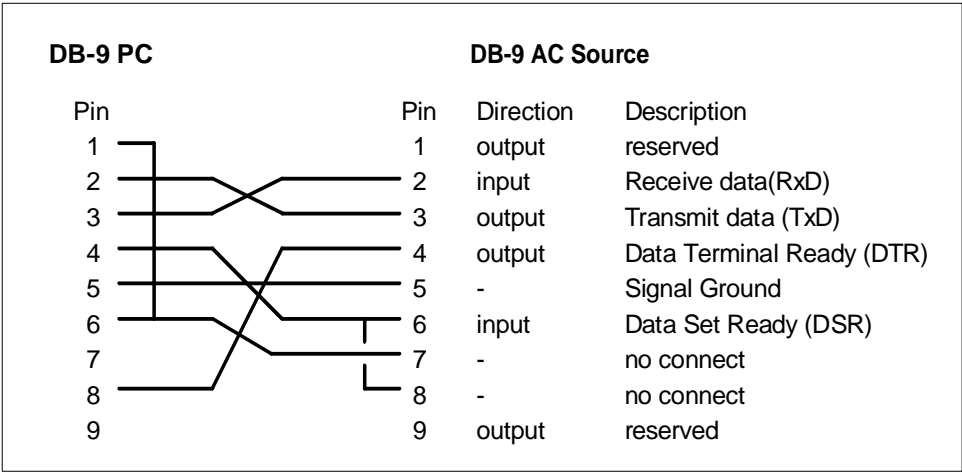 DB-9 PC DB-9 AC Source
Pin Pin Direction Description
1 1 output reserved
2 2 input Receive data(RxD)
3 3 output Transmit data (TxD)
4 4 output Data Terminal Ready (DTR)
5 5 - Signal Ground
6 6 input Data Set Ready (DSR)
7 7 - no connect
8 8 - no connect
9 9 output reserved